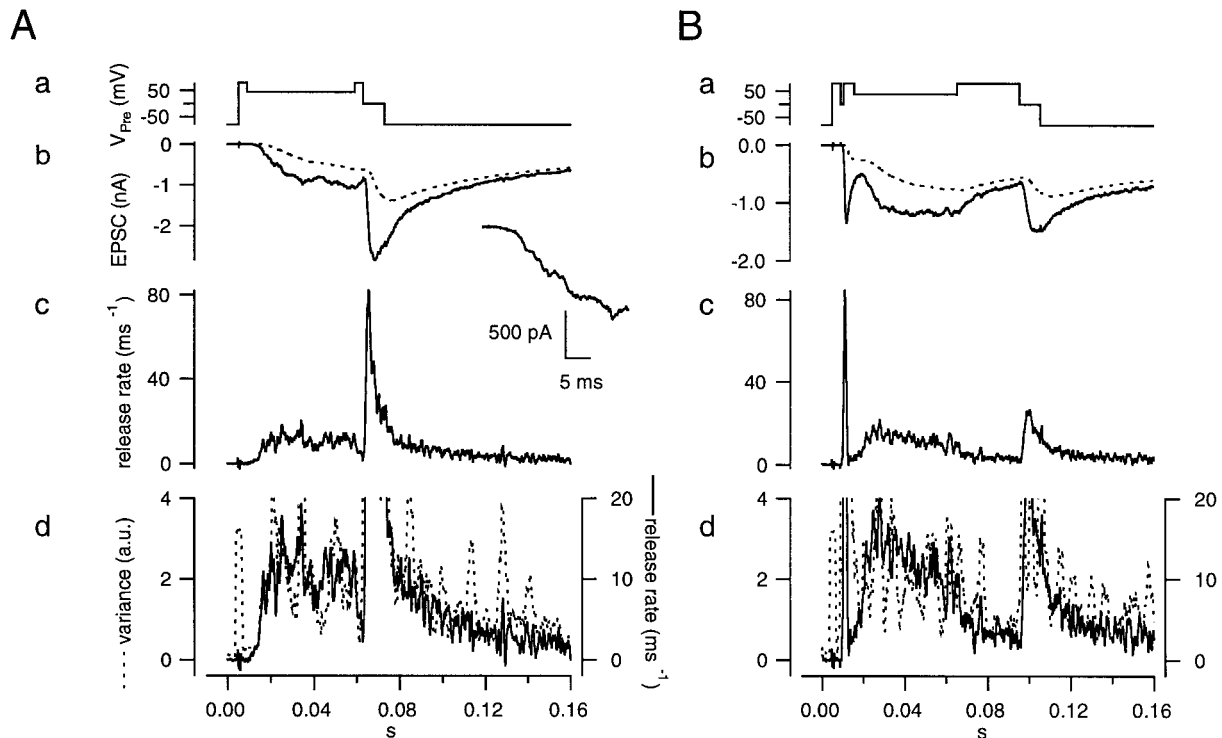 A
a
V Pre (mV)
50
-50
b
EPSC (nA)
0
-1
-2
500 pA
5 ms
c
release rate (ms -1)
80
40
0
d
variance (a.u.)
4
2
0
20
10
0
release rate (ms -1)
0.00 0.04 0.08 0.12 0.16
s
B
a
50
-50
b
0.0
-1.0
-2.0
c
80
40
0
d
4
2
0
20
10
0
0.00 0.04 0.08 0.12 0.16
s